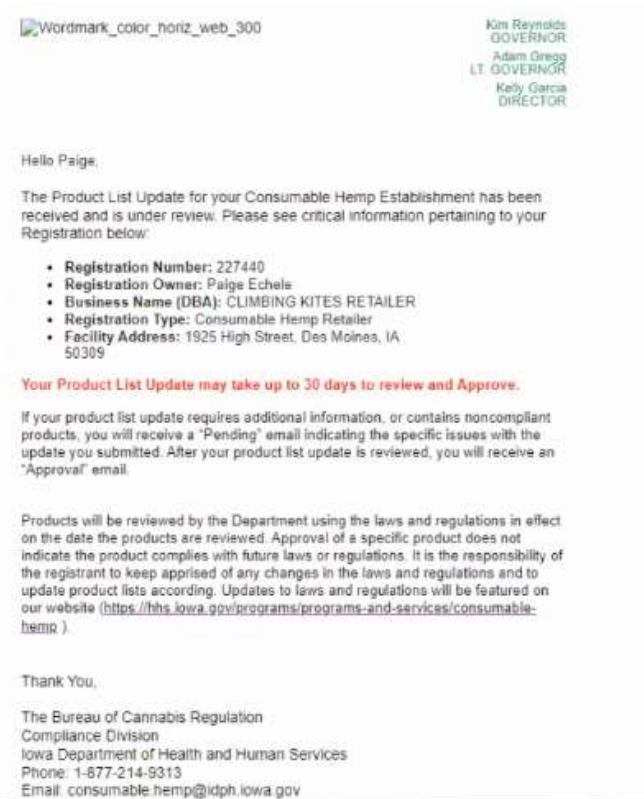 Wordmark_color_horiz_web_300
Kim Reynolds
GOVERNOR
Adam Gregg
LT. GOVERNOR
Kelly Garcia
DIRECTOR
Hello Paige,
The Product List Update for your Consumable Hemp Establishment has been
received and is under review. Please see critical information pertaining to your
Registration below:
• Registration Number: 227440
• Registration Owner: Paige Echele
• Business Name (DBA): CLIMBING KITES RETAILER
• Registration Type: Consumable Hemp Retailer
• Facility Address: 1925 High Street, Des Moines, IA
50309
Your Product List Update may take up to 30 days to review and Approve.
If your product list update requires additional information, or contains noncompliant
products, you will receive a "Pending" email indicating the specific issues with the
update you submitted. After your product list update is reviewed, you will receive an
"Approval" email.
Products will be reviewed by the Department using the laws and regulations in effect
on the date the products are reviewed. Approval of a specific product does not
indicate the product complies with future laws or regulations. It is the responsibility of
the registrant to keep apprised of any changes in the laws and regulations and to
update product lists according. Updates to laws and regulations will be featured on
our website (https://hhs.iowa.gov/programs/programs-and-services/consumable-
hemp ).
Thank You,
The Bureau of Cannabis Regulation
Compliance Division
Iowa Department of Health and Human Services
Phone: 1-877-214-9313
Email: consumable.hemp@idph.iowa.gov